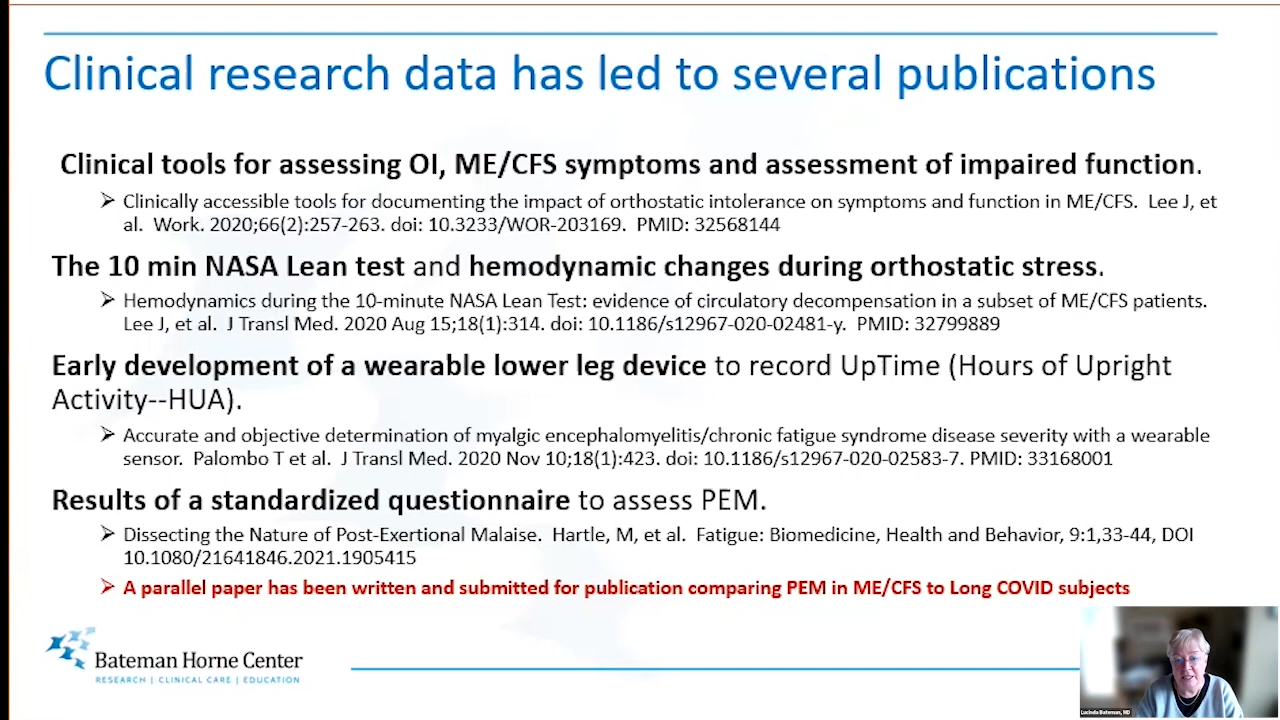 Clinical research data has led to several publications
Clinical tools for assessing OI, ME/CFS symptoms and assessment of impaired function.
➢ Clinically accessible tools for documenting the impact of orthostatic intolerance on symptoms and function in ME/CFS. Lee J, et
al. Work. 2020;66(2):257-263. doi: 10.3233/WOR-203169. PMID: 32568144
The 10 min NASA Lean test and hemodynamic changes during orthostatic stress.
➢ Hemodynamics during the 10-minute NASA Lean Test: evidence of circulatory decompensation in a subset of ME/CFS patients.
Lee J, et al. J Transl Med. 2020 Aug 15;18(1):314. doi: 10.1186/s12967-020-02481-y. PMID: 32799889
Early development of a wearable lower leg device to record UpTime (Hours of Upright
Activity--HUA).
➢ Accurate and objective determination of myalgic encephalomyelitis/chronic fatigue syndrome disease severity with a wearable
sensor. Palombo T et al. J Transl Med. 2020 Nov 10;18(1):423. doi: 10.1186/s12967-020-02583-7. PMID: 33168001
Results of a standardized questionnaire to assess PEM.
➢ Dissecting the Nature of Post-Exertional Malaise. Hartle, M, et al. Fatigue: Biomedicine, Health and Behavior, 9:1,33-44, DOI
10.1080/21641846.2021.1905415
➢ A parallel paper has been written and submitted for publication comparing PEM in ME/CFS to Long COVID subjects
Bateman Horne Center
RESEARCH | CLINICAL CARE | EDUCATION
Lucinda Bateman, MD